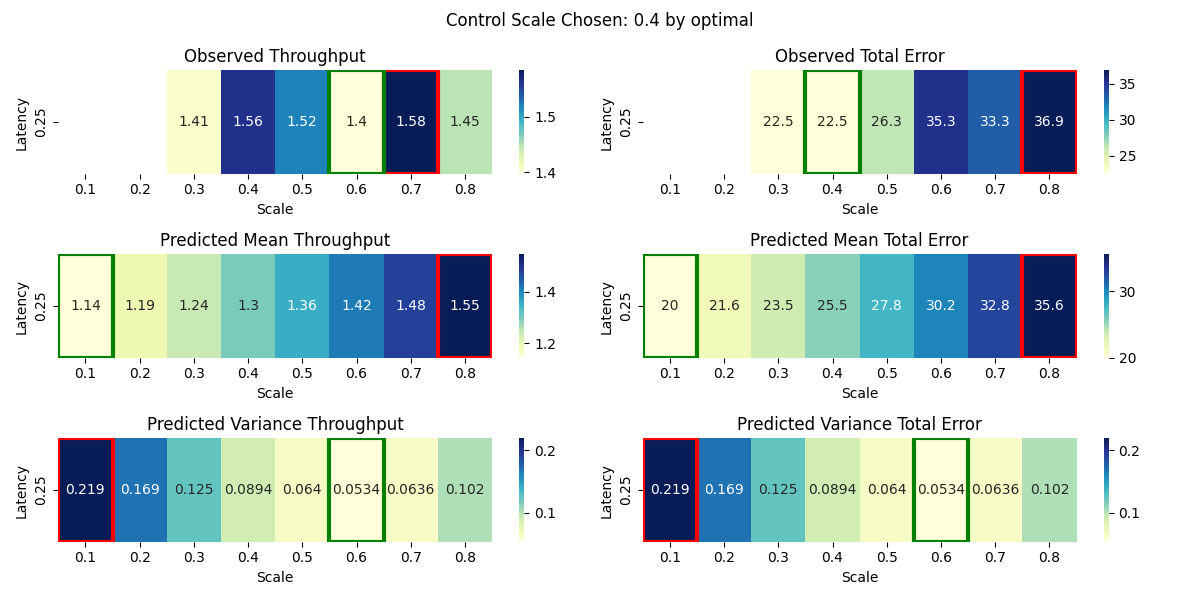 Control Scale Chosen: 0.4 by optimal
Observed Throughput
Latency
0.25
1.41 1.56 1.52 1.4 1.58 1.45
0.1 0.2 0.3 0.4 0.5 0.6 0.7 0.8
Scale
1.5
1.4
Observed Total Error
Latency
0.25
22.5 22.5 26.3 35.3 33.3 36.9
0.1 0.2 0.3 0.4 0.5 0.6 0.7 0.8
Scale
35
30
25
Predicted Mean Throughput
Latency
0.25
1.14 1.19 1.24 1.3 1.36 1.42 1.48 1.55
0.1 0.2 0.3 0.4 0.5 0.6 0.7 0.8
Scale
1.4
1.2
Predicted Mean Total Error
Latency
0.25
20 21.6 23.5 25.5 27.8 30.2 32.8 35.6
0.1 0.2 0.3 0.4 0.5 0.6 0.7 0.8
Scale
30
20
Predicted Variance Throughput
Latency
0.25
0.219 0.169 0.125 0.0894 0.064 0.0534 0.0636 0.102
0.1 0.2 0.3 0.4 0.5 0.6 0.7 0.8
Scale
0.2
0.1
Predicted Variance Total Error
Latency
0.25
0.219 0.169 0.125 0.0894 0.064 0.0534 0.0636 0.102
0.1 0.2 0.3 0.4 0.5 0.6 0.7 0.8
Scale
0.2
0.1